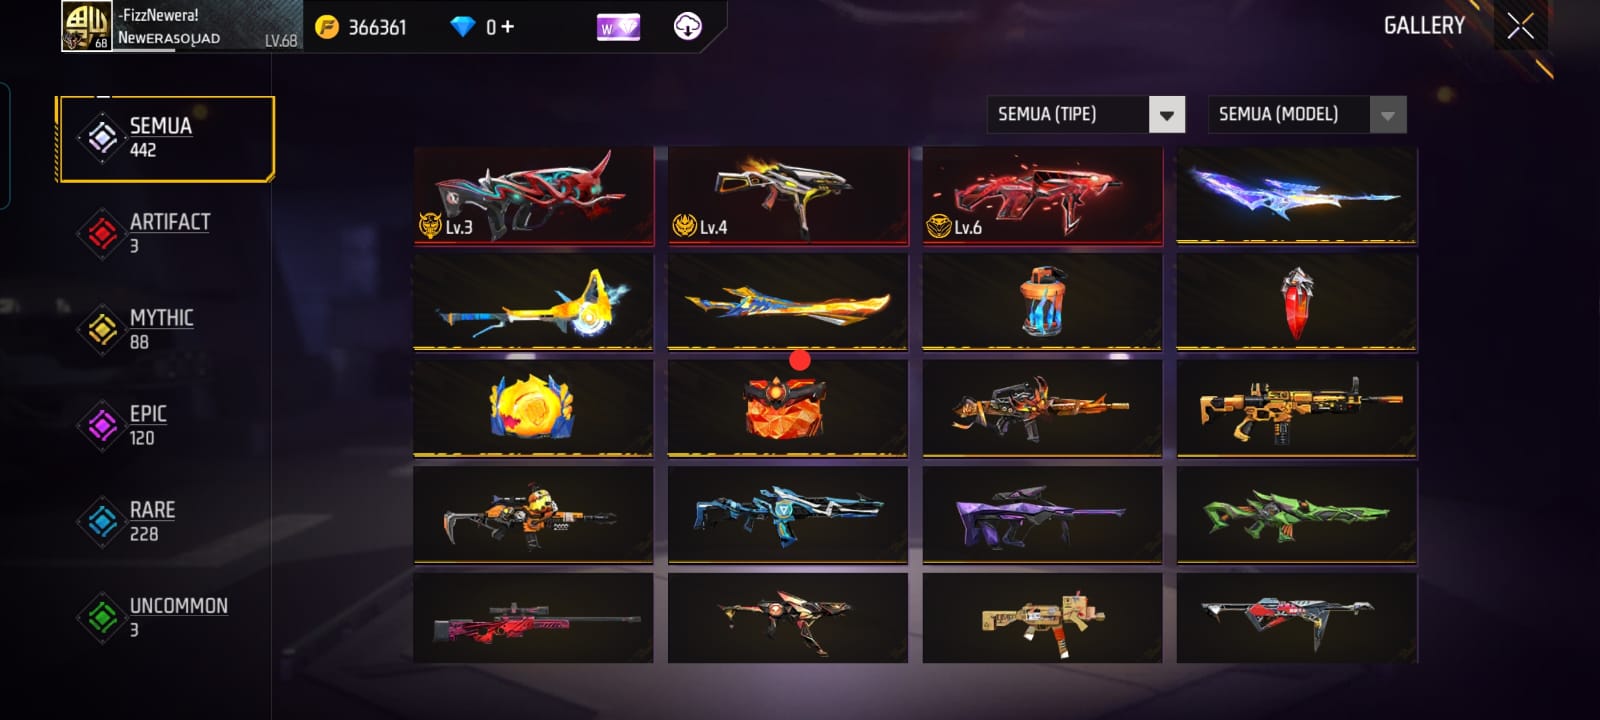 -FizzNewera!
NEWERASQUAD
68
LV.68
366361
0 +
W
GALLERY
SEMUA (TIPE)
SEMUA (MODEL)
SEMUA
442
ARTIFACT
3
MYTHIC
88
EPIC
120
RARE
228
UNCOMMON
3
Lv.3
Lv.4
Lv.6